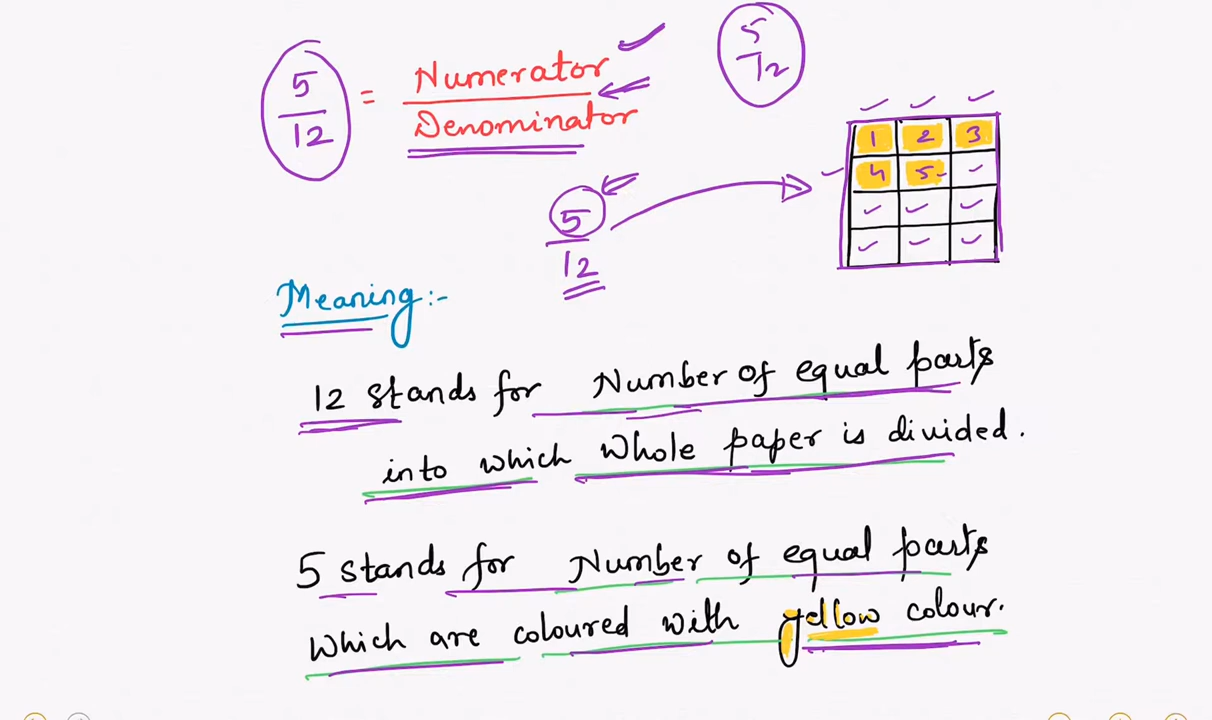 5/12 = Numerator/Denominator
5/12
1 2 3
4 5
5/12
Meaning:-
12 stands for Number of equal parts
into which whole paper is divided.
5 stands for Number of equal parts
which are coloured with yellow colour.